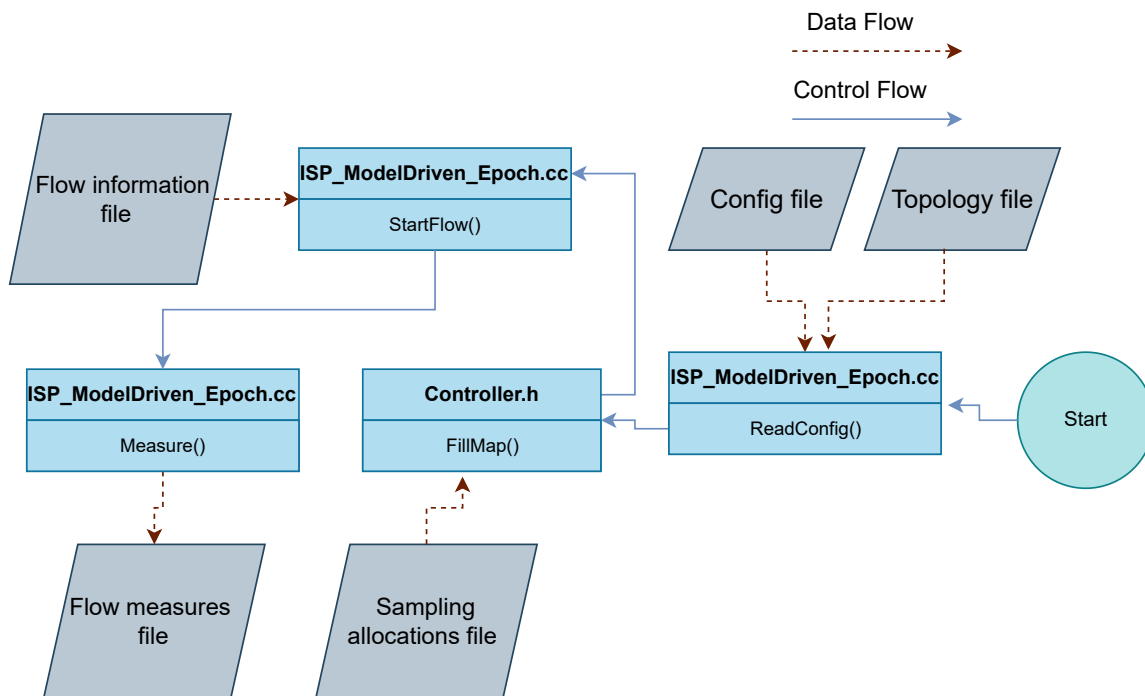 Data Flow
Control Flow
Flow information
file
ISP_ModelDriven_Epoch.cc
StartFlow()
Config file
Topology file
ISP_ModelDriven_Epoch.cc
Measure()
Controller.h
FillMap()
ISP_ModelDriven_Epoch.cc
ReadConfig()
Start
Flow measures
file
Sampling
allocations file